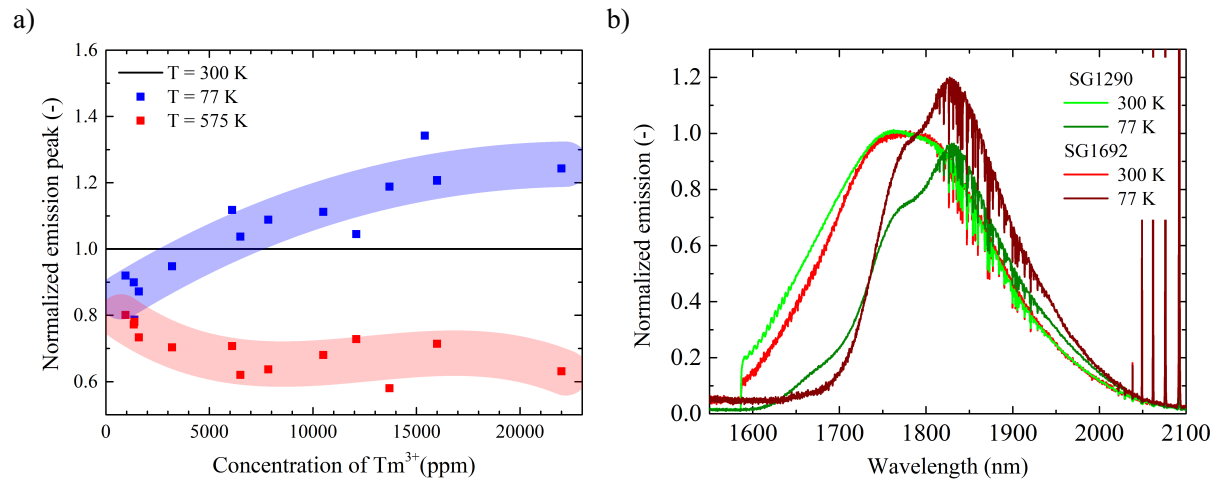 a)
Normalized emission peak (-)
1.6
1.4
1.2
1.0
0.8
0.6
T = 300 K
T = 77 K
T = 575 K
0 5000 10000 15000 20000
Concentration of Tm³⁺(ppm)
b)
Normalized emission (-)
1.2
1.0
0.8
0.6
0.4
0.2
0.0
SG1290
300 K
77 K
SG1692
300 K
77 K
1600 1700 1800 1900 2000 2100
Wavelength (nm)